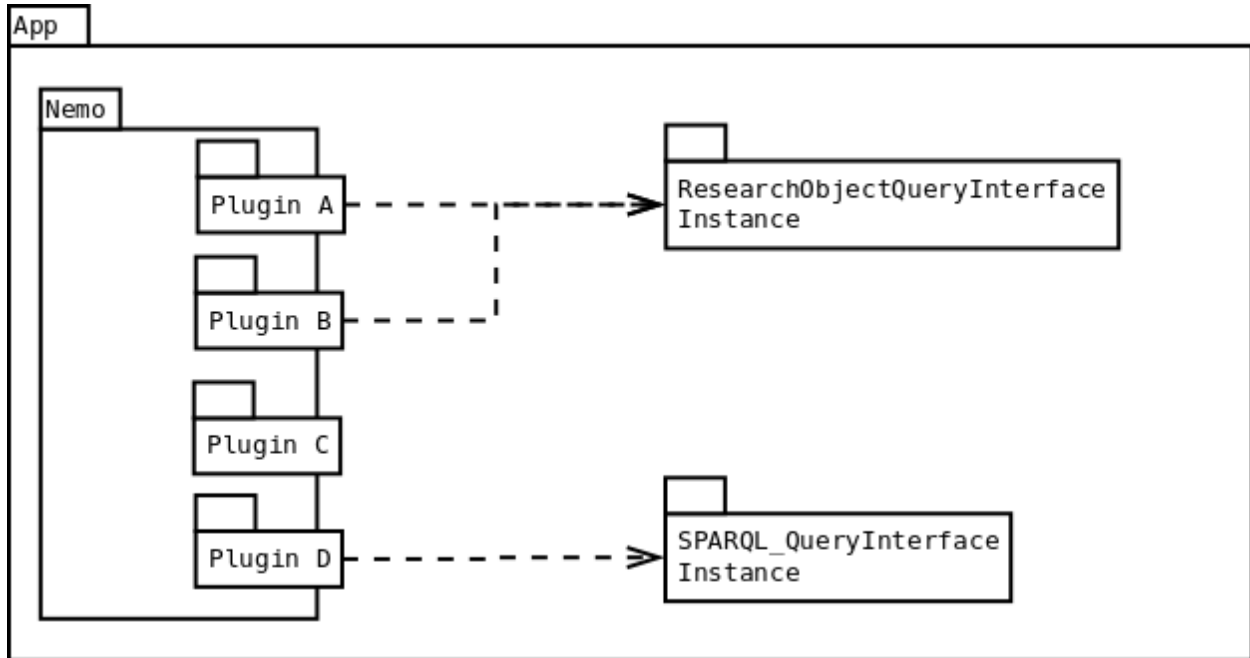 App
Nemo
Plugin A
ResearchObjectQueryInterface
Instance
Plugin B
Plugin C
Plugin D
SPARQL_QueryInterface
Instance